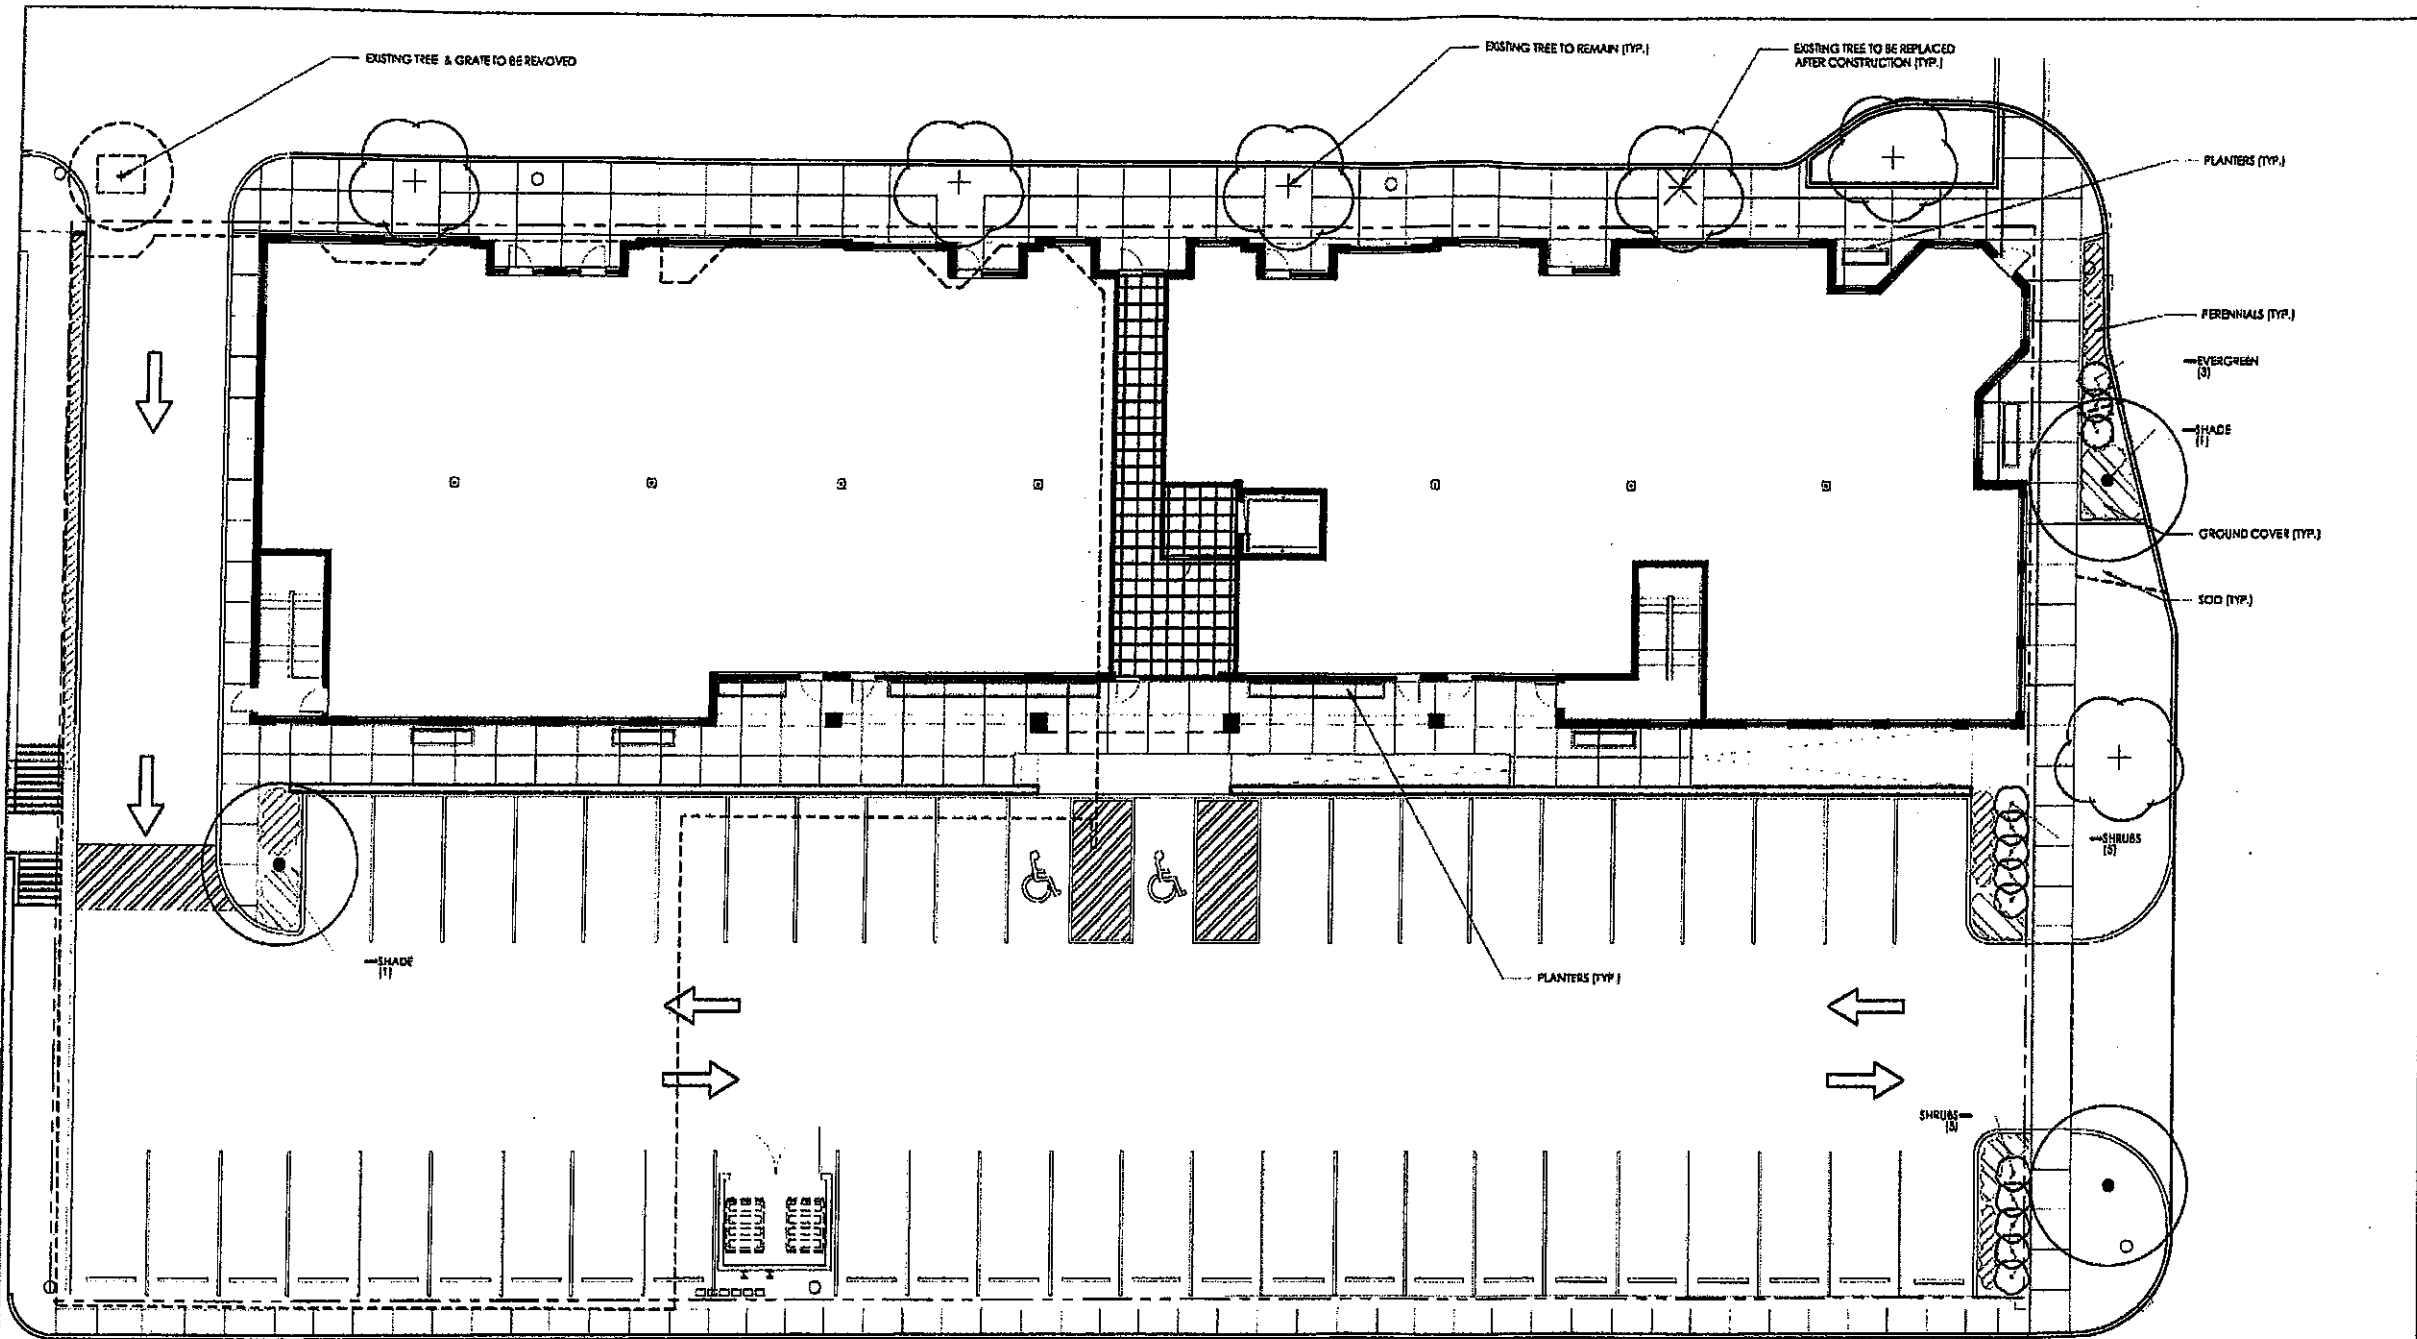 EXISTING TREE & GRATE TO BE REMOVED
EXISTING TREE TO REMAIN (TYP.)
EXISTING TREE TO BE REPLACED
AFTER CONSTRUCTION (TYP.)
PLANTERS (TYP.)
PERENNIALS (TYP.)
EVERGREEN
(3)
SHADE
(1)
GROUND COVER (TYP.)
SOD (TYP.)
SHRUBS
(5)
SHADE
(1)
PLANTERS (TYP.)
SHRUBS
(5)